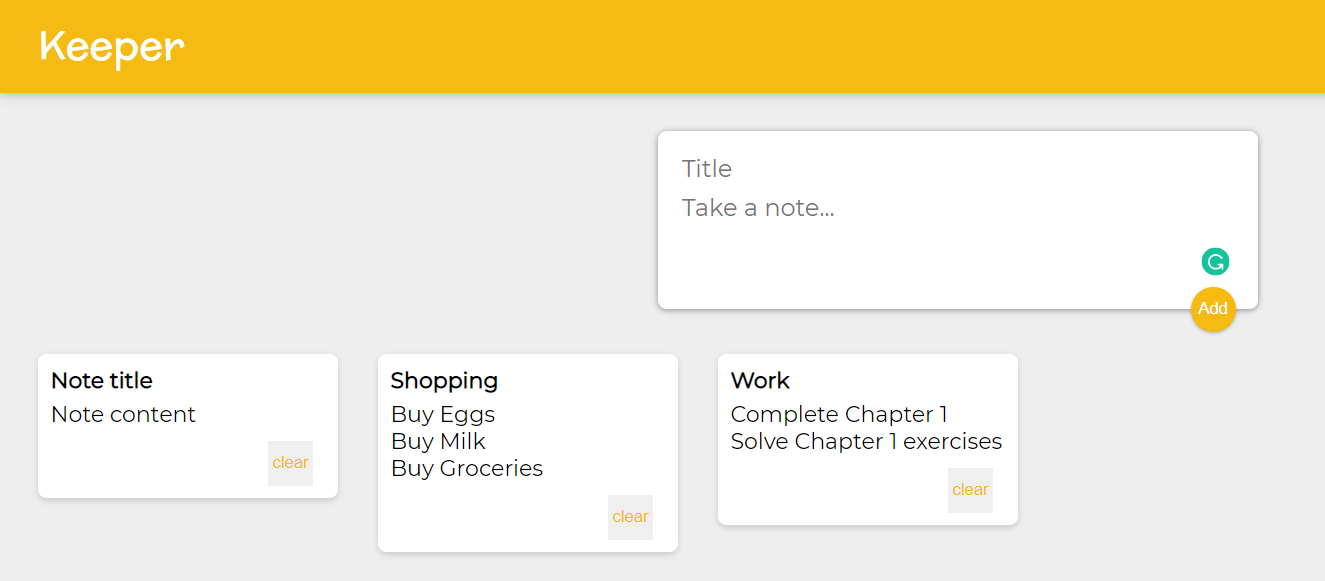 Keeper
Title
Take a note...
Add
Note title
Note content
clear
Shopping
Buy Eggs
Buy Milk
Buy Groceries
clear
Work
Complete Chapter 1
Solve Chapter 1 exercises
clear